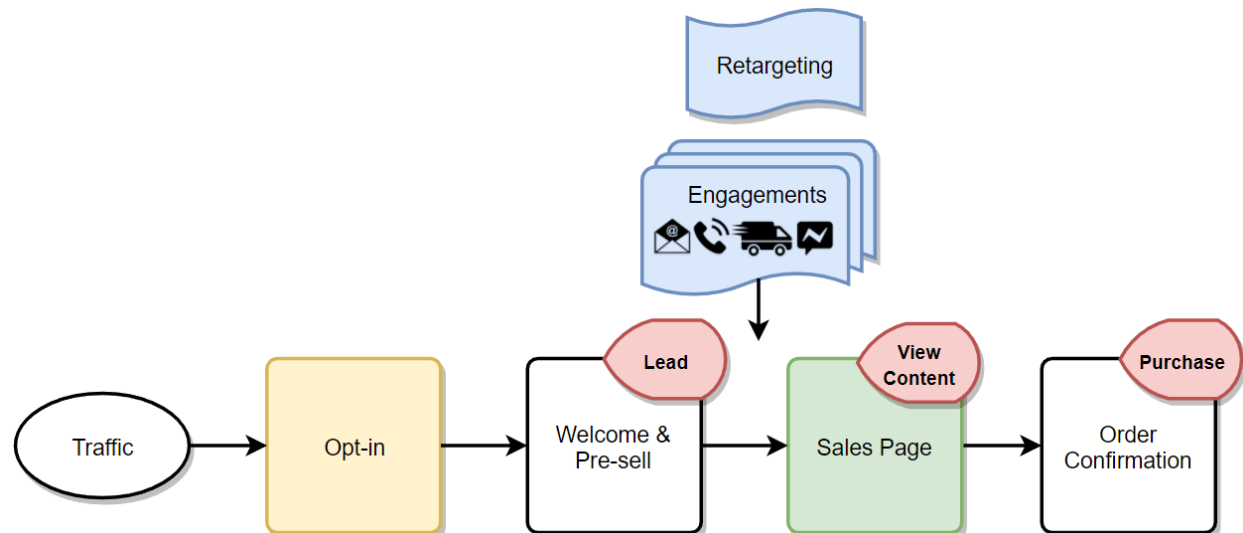 Retargeting
Engagements
@
Lead
View
Content
Purchase
Traffic
Opt-in
Welcome &
Pre-sell
Sales Page
Order
Confirmation